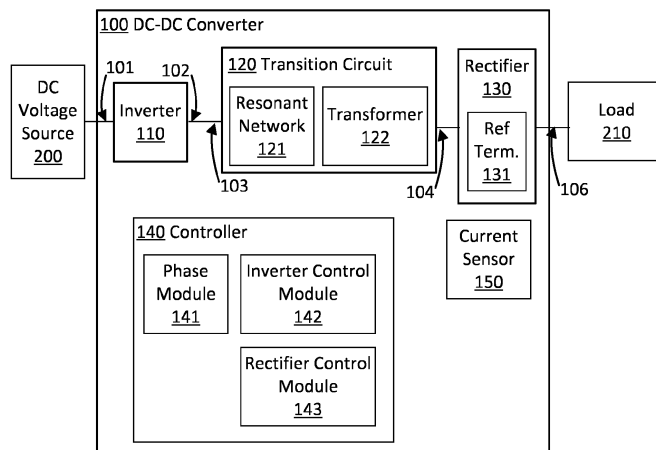 100 DC-DC Converter
DC
Voltage
Source
200
101
102
Inverter
110
120 Transition Circuit
Resonant
Network
121
Transformer
122
103
104
Rectifier
130
Ref
Term.
131
106
Load
210
140 Controller
Phase
Module
141
Inverter Control
Module
142
Rectifier Control
Module
143
Current
Sensor
150